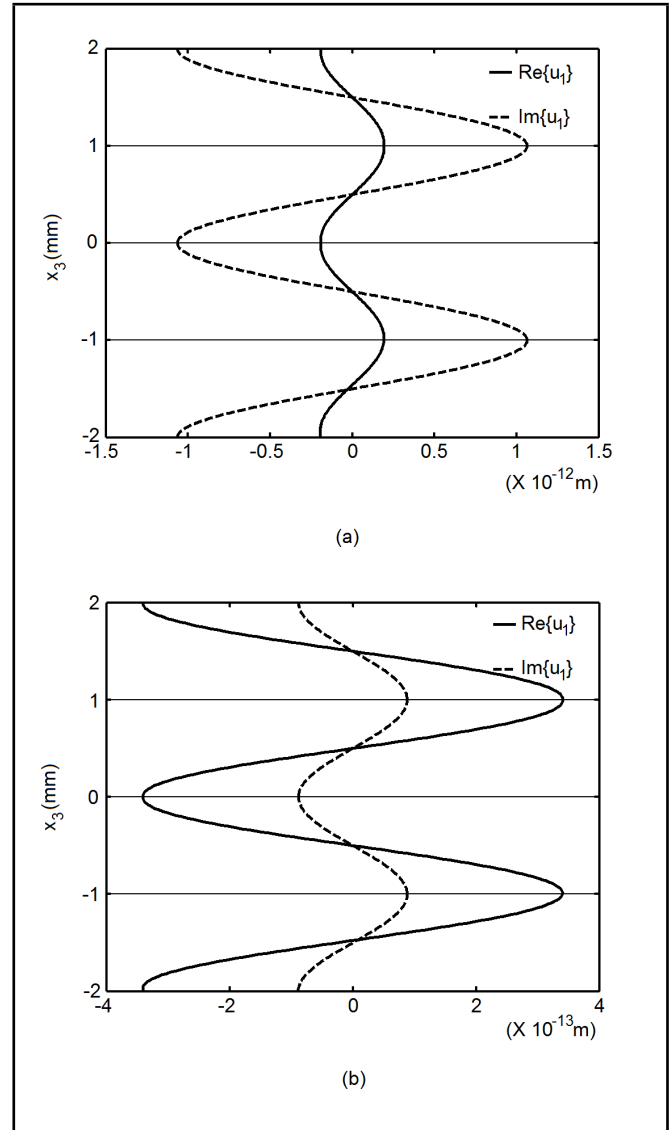 2
Re{u₁}
Im{u₁}
1
x₃(mm)
0
-1
-2
-1.5 -1 -0.5 0 0.5 1 1.5
(X 10⁻¹²m)
(a)
2
Re{u₁}
Im{u₁}
1
x₃(mm)
0
-1
-2
-4 -2 0 2 4
(X 10⁻¹³m)
(b)